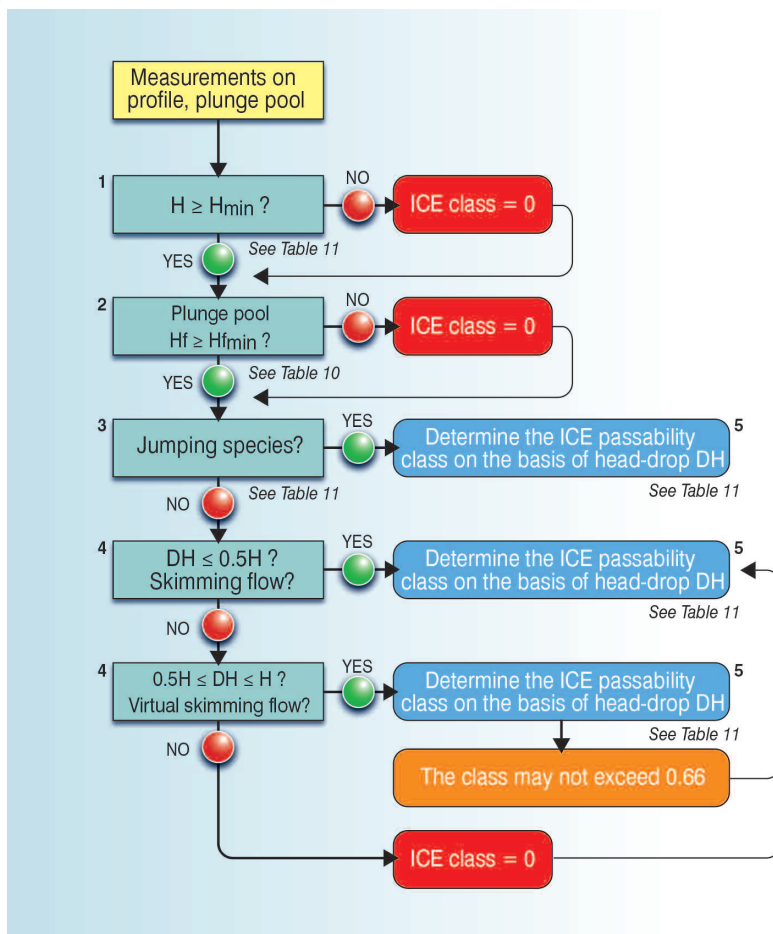 Measurements on
profile, plunge pool
1
H ≥ Hmin ?
NO
ICE class = 0
YES
See Table 11
2
Plunge pool
Hf ≥ Hfmin ?
NO
ICE class = 0
YES
See Table 10
3
Jumping species?
YES
Determine the ICE passability
class on the basis of head-drop DH
5
See Table 11
NO
See Table 11
4
DH ≤ 0.5H ?
Skimming flow?
YES
Determine the ICE passability
class on the basis of head-drop DH
5
See Table 11
NO
4
0.5H ≤ DH ≤ H ?
Virtual skimming flow?
YES
Determine the ICE passability
class on the basis of head-drop DH
5
See Table 11
NO
The class may not exceed 0.66
ICE class = 0